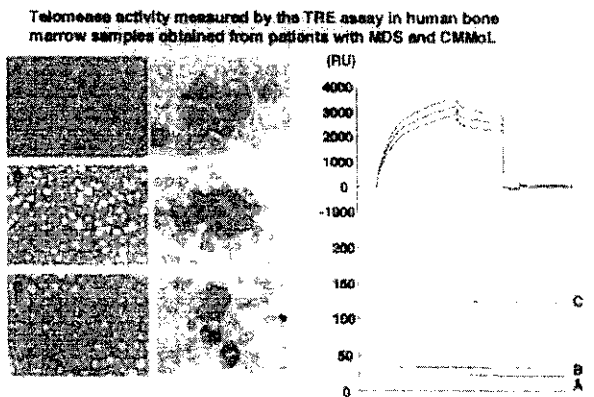 Telomerase activity measured by the TRE assay in human bone
marrow samples obtained from patients with MDS and CMMoL.
(RU)
4000
3000
2000
1000
0
-1000
200
150
100
50
0
C
B
A